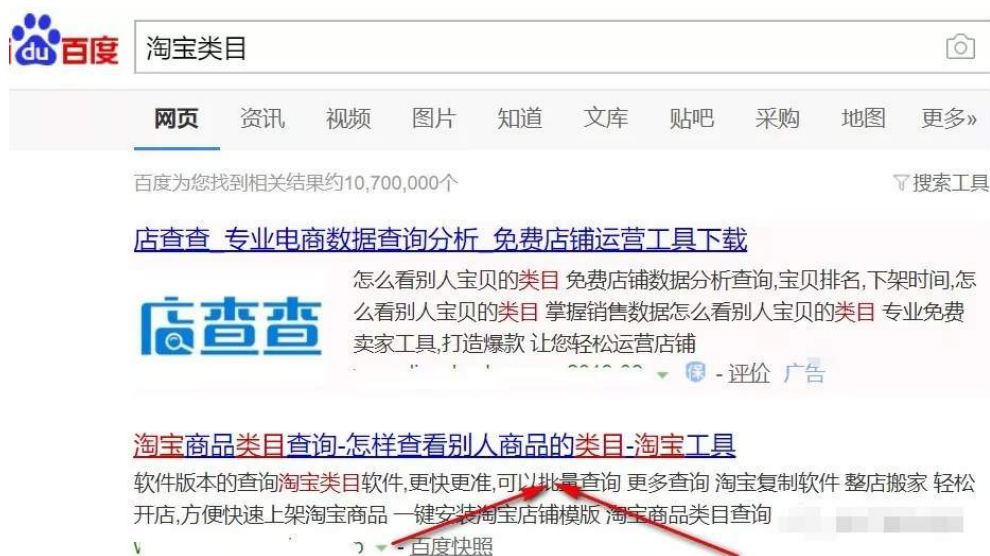 du百度
淘宝类目
网页 资讯 视频 图片 知道 文库 贴吧 采购 地图 更多»
百度为您找到相关结果约10,700,000个 搜索工具
店查查_专业电商数据查询分析_免费店铺运营工具下载
怎么看别人宝贝的类目 免费店铺数据分析查询,宝贝排名,下架时间,怎
么看别人宝贝的类目 掌握销售数据怎么看别人宝贝的类目 专业免费
卖家工具,打造爆款 让您轻松运营店铺
店查查
保 - 评价 广告
淘宝商品类目查询-怎样查看别人商品的类目-淘宝工具
软件版本的查询淘宝类目软件,更快更准,可以批量查询 更多查询 淘宝复制软件 整店搬家 轻松
开店,方便快速上架淘宝商品 一键安装淘宝店铺模版 淘宝商品类目查询
- 百度快照